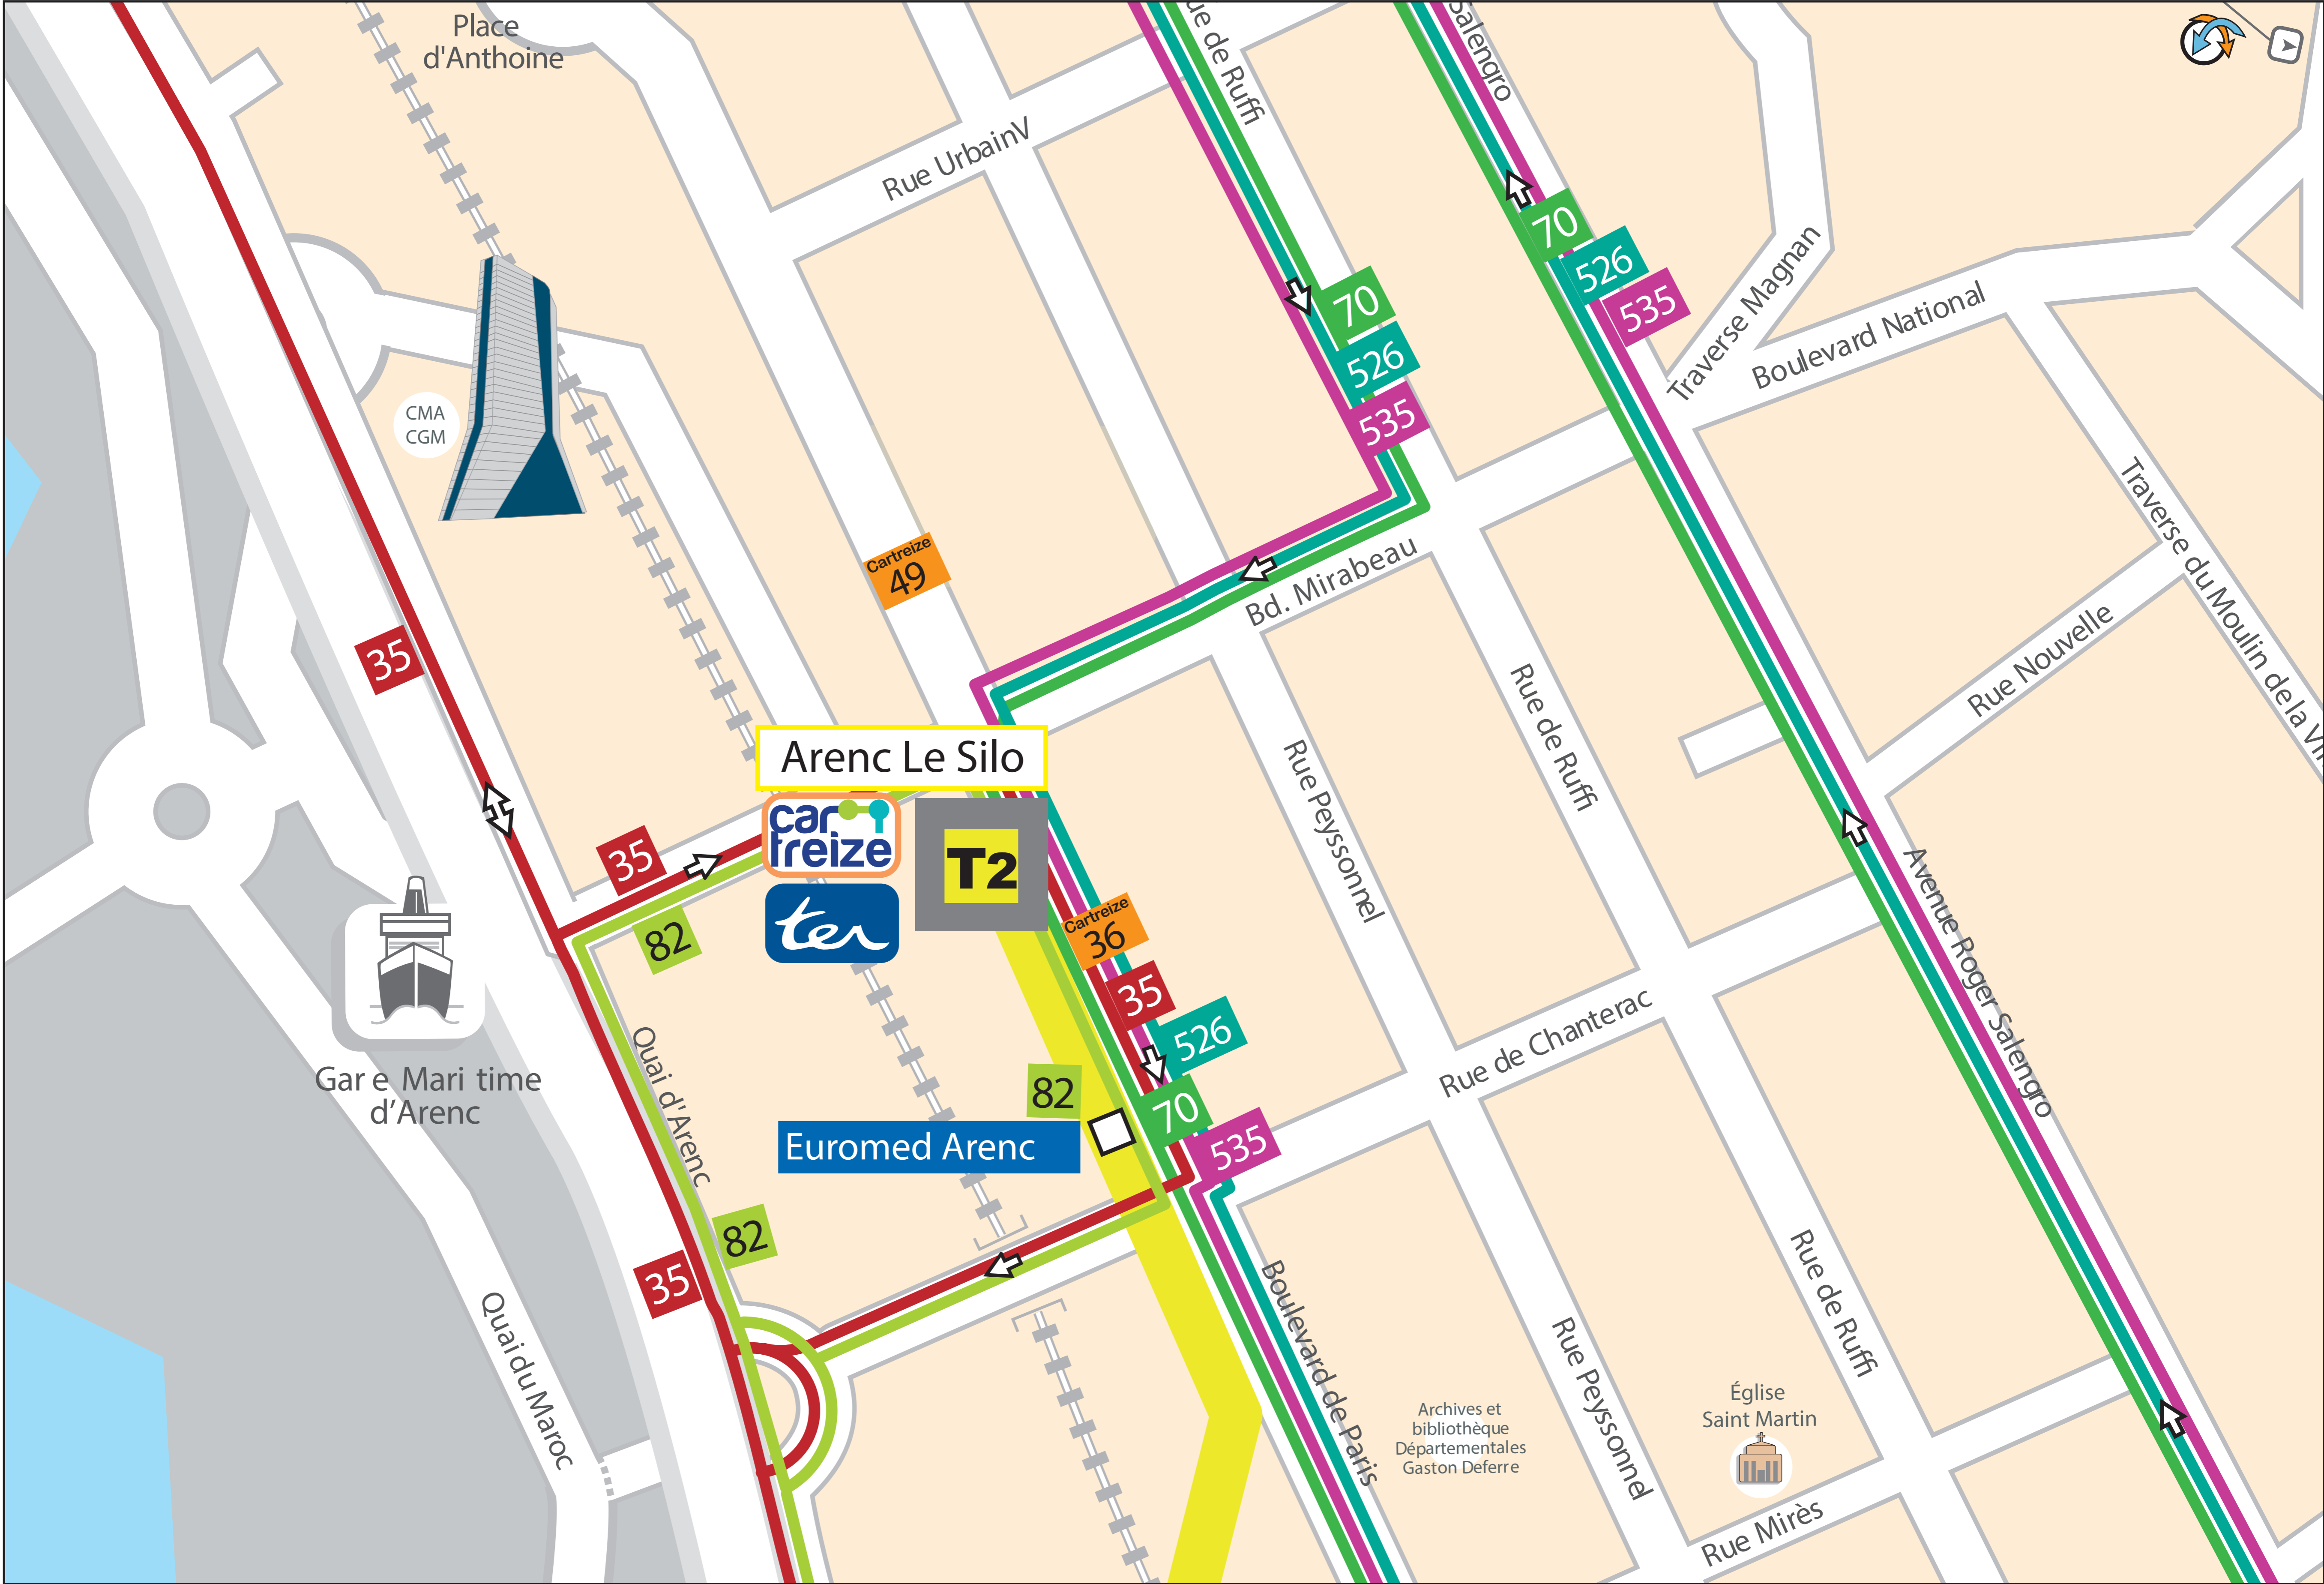 Place
d'Anthoine
ue de Ruffi
Salengro
Rue UrbainV
70
526
535
70
526
535
Traverse Magnan
Boulevard National
CMA
CGM
Cartreize
49
Bd. Mirabeau
Traverse du Moulin de la Vi
Rue Nouvelle
35
Rue de Ruffi
Arenc Le Silo
Rue Peyssonnel
car
treize
T2
ter
35
82
Cartreize
36
35
526
Avenue Roger Salengro
Rue de Chanterac
Gar e Mari time
d’Arenc
Quai d'Arenc
82
70
Euromed Arenc
535
82
35
Quai du Maroc
Boulevard de Paris
Rue de Ruffi
Rue Peyssonnel
Archives et
bibliothèque
Départementales
Gaston Deferre
Église
Saint Martin
Rue Mirès